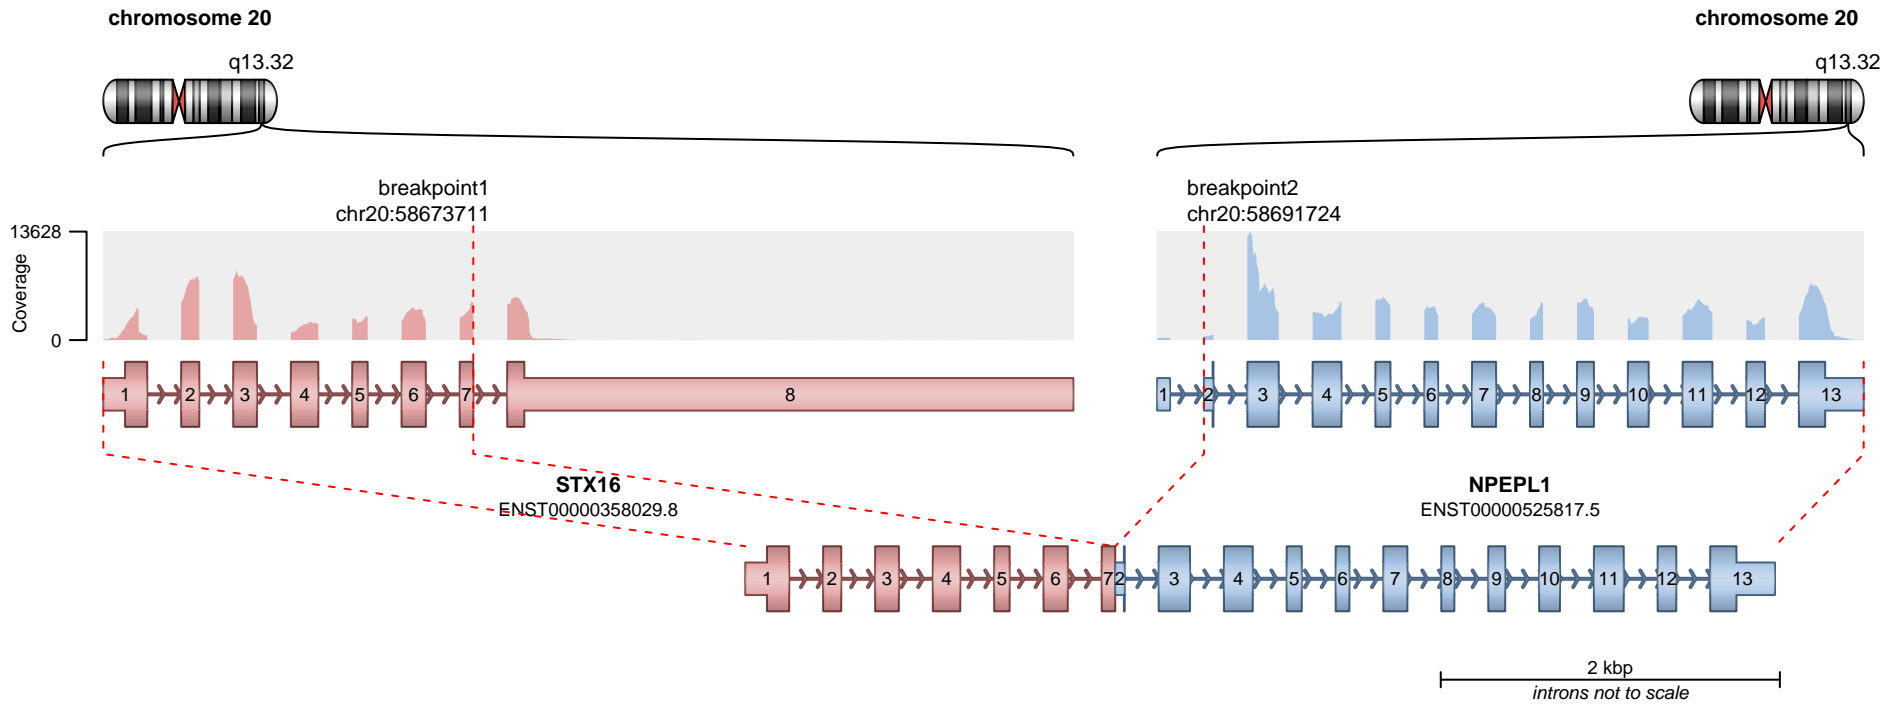 chromosome 20
chromosome 20
q13.32
q13.32
breakpoint1
chr20:58673711
breakpoint2
chr20:58691724
13628
Coverage
0
1 2 3 4 5 6 7 8
1 2 3 4 5 6 7 8 9 10 11 12 13
STX16
ENST00000358029.8
NPEPL1
ENST00000525817.5
1 2 3 4 5 6 7 2 3 4 5 6 7 8 9 10 11 12 13
2 kbp
introns not to scale